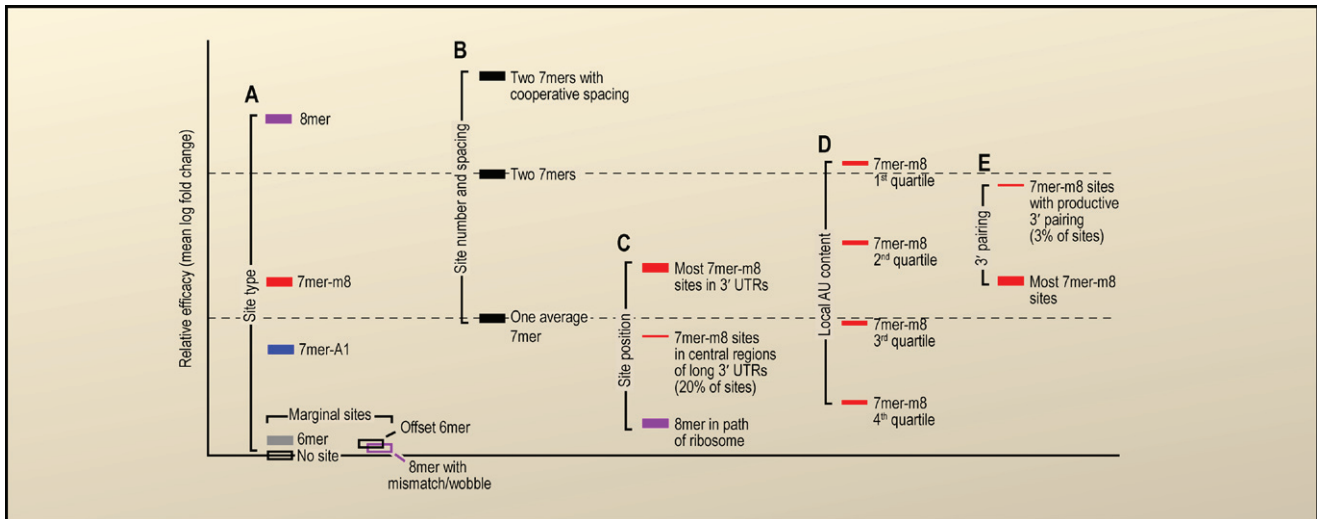 Relative efficacy (mean log fold change)
A
Site type
8mer
7mer-m8
7mer-A1
Marginal sites
6mer
No site
Offset 6mer
8mer with
mismatch/wobble
B
Site number and spacing
Two 7mers with
cooperative spacing
Two 7mers
One average
7mer
C
Site position
Most 7mer-m8
sites in 3′ UTRs
7mer-m8 sites
in central regions
of long 3′ UTRs
(20% of sites)
8mer in path
of ribosome
D
Local AU content
7mer-m8
1st quartile
7mer-m8
2nd quartile
7mer-m8
3rd quartile
7mer-m8
4th quartile
E
3′ pairing
7mer-m8 sites
with productive
3′ pairing
(3% of sites)
Most 7mer-m8
sites